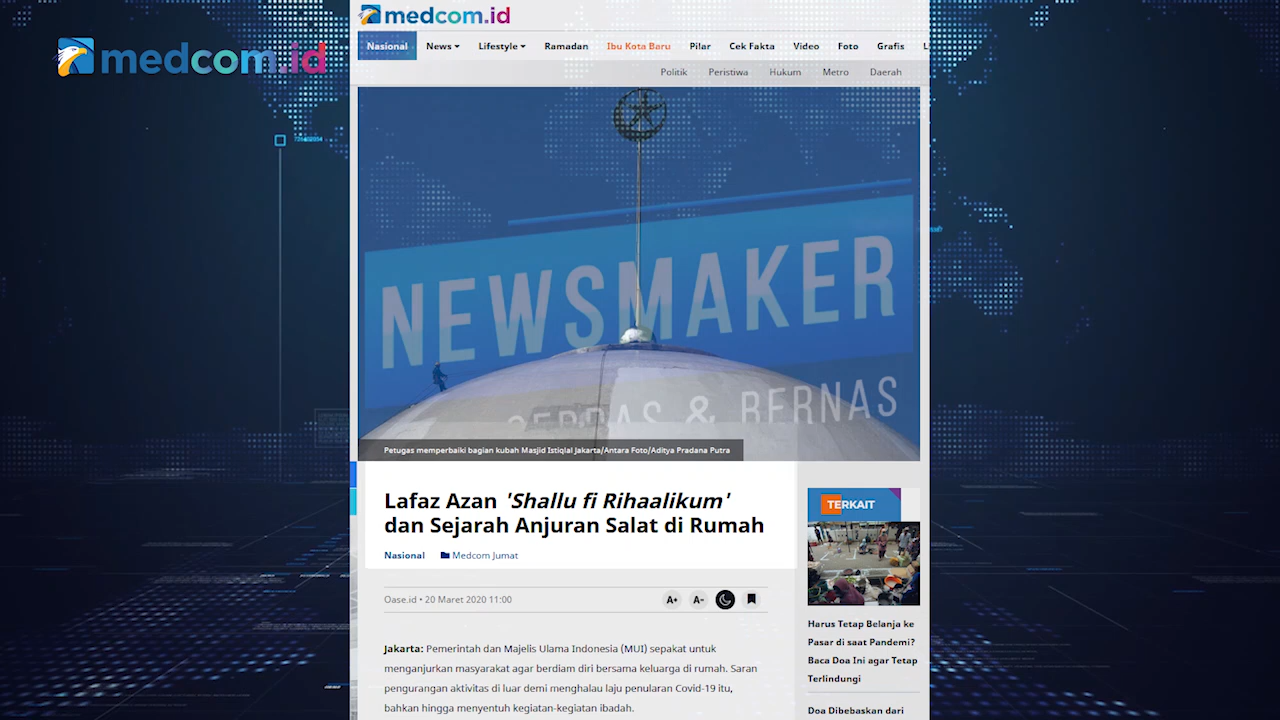 medcom.id
medcom.id
Nasional News Lifestyle Ramadan Ibu Kota Baru Pilar Cek Fakta Video Foto Grafis
Politik Peristiwa Hukum Metro Daerah
NEWSMAKER
& BERNAS
Petugas memperbaiki bagian kubah Masjid Istiqlal Jakarta/Antara Foto/Aditya Pradana Putra
Lafaz Azan 'Shallu fi Rihaalikum'
dan Sejarah Anjuran Salat di Rumah
Nasional Medcom Jumat
Oase.id • 20 Maret 2020 11:00
A+ A-
Jakarta: Pemerintah dan Majelis Ulama Indonesia (MUI) sepakat untuk
menganjurkan masyarakat agar berdiam diri bersama keluarga di rumah. Saran
pengurangan aktivitas di luar demi menghalau laju penularan Covid-19 itu,
bahkan hingga menyentuh kegiatan-kegiatan ibadah.
TERKAIT
Harus Tetap Belanja ke
Pasar di saat Pandemi?
Baca Doa Ini agar Tetap
Terlindungi
Doa Dibebaskan dari